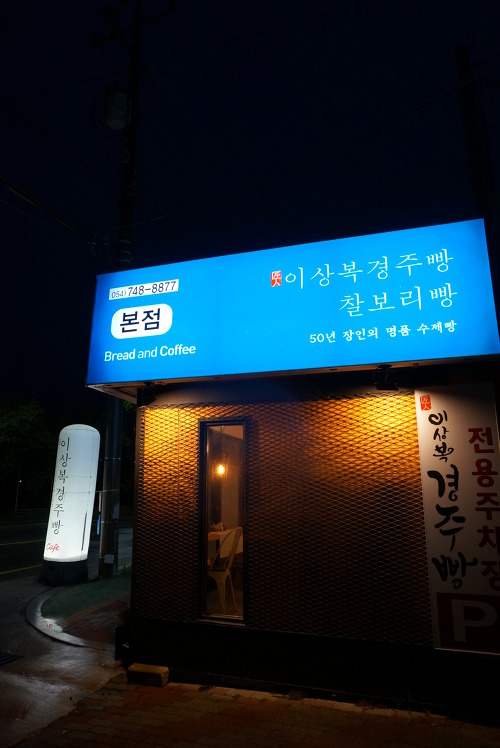 054)748-8877
본점
Bread and Coffee
匠人
이상복경주빵
찰보리빵
50년 장인의 명품 수제빵
이상복경주빵
Cafe
匠人
이상복
경주빵
전용주차장
P